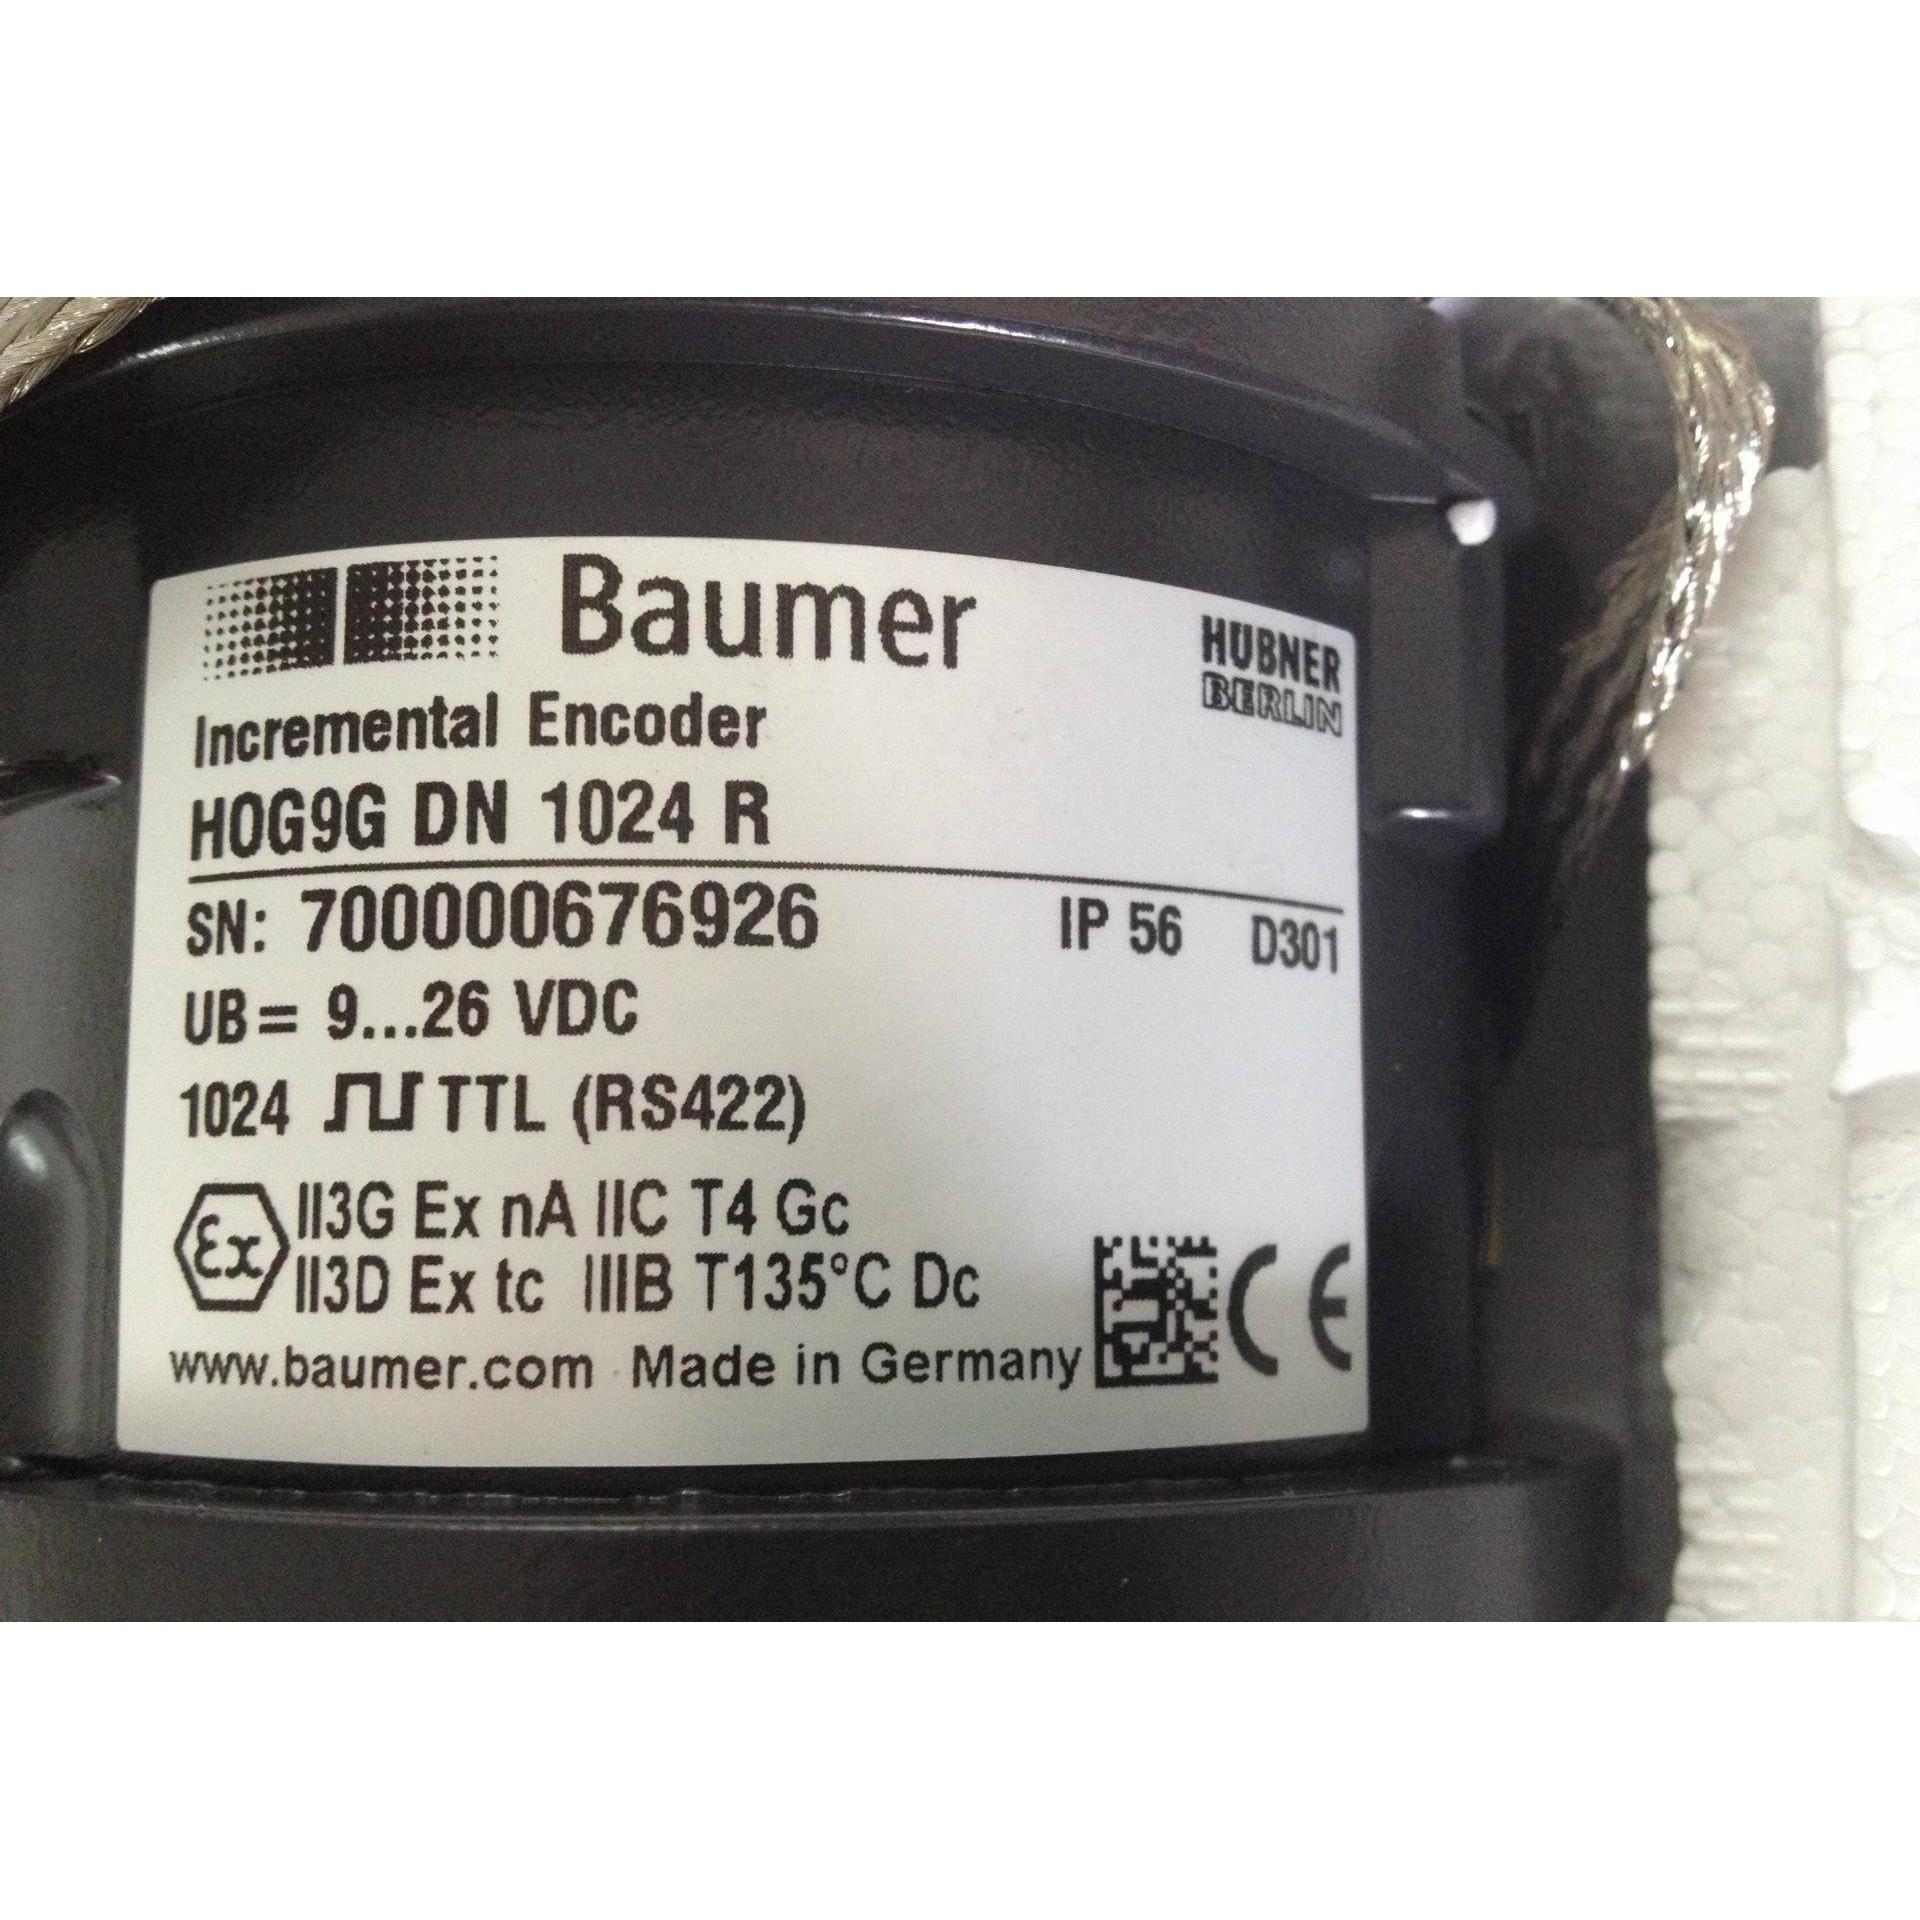 Baumer
HÜBNER
BERLIN
Incremental Encoder
HOG9G DN 1024 R
SN: 700000676926 IP 56 D301
UB= 9...26 VDC
1024 TTL (RS422)
Ex II3G Ex nA IIC T4 Gc
II3D Ex tc IIIB T135°C Dc
www.baumer.com Made in Germany CE